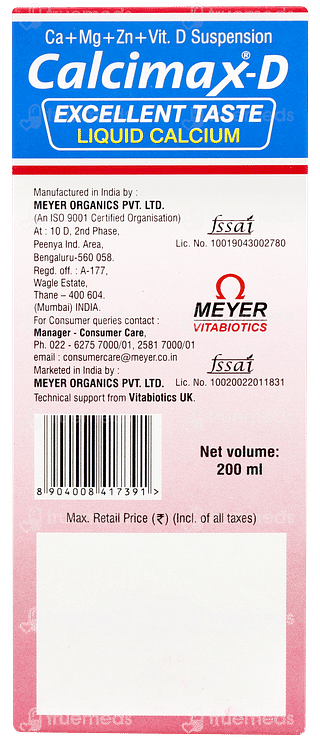 Ca+Mg+Zn+Vit. D Suspension
Calcimax®-D
EXCELLENT TASTE
LIQUID CALCIUM
Manufactured in India by :
MEYER ORGANICS PVT. LTD.
(An ISO 9001 Certified Organisation)
At : 10 D, 2nd Phase,
Peenya Ind. Area,
Bengaluru-560 058.
Regd. off. : A-177,
Wagle Estate,
Thane – 400 604.
(Mumbai) INDIA.
For Consumer queries contact :
Manager - Consumer Care,
Ph. 022 - 6275 7000/01, 2581 7000/01
email : consumercare@meyer.co.in
Marketed in India by :
MEYER ORGANICS PVT. LTD.
Technical support from Vitabiotics UK.
fssai
Lic. No. 10019043002780
MEYER
VITABIOTICS
fssai
Lic. No. 10020022011831
8 904008 417391 >
Net volume:
200 ml
Max. Retail Price (₹) (Incl. of all taxes)
truemeds
truemeds